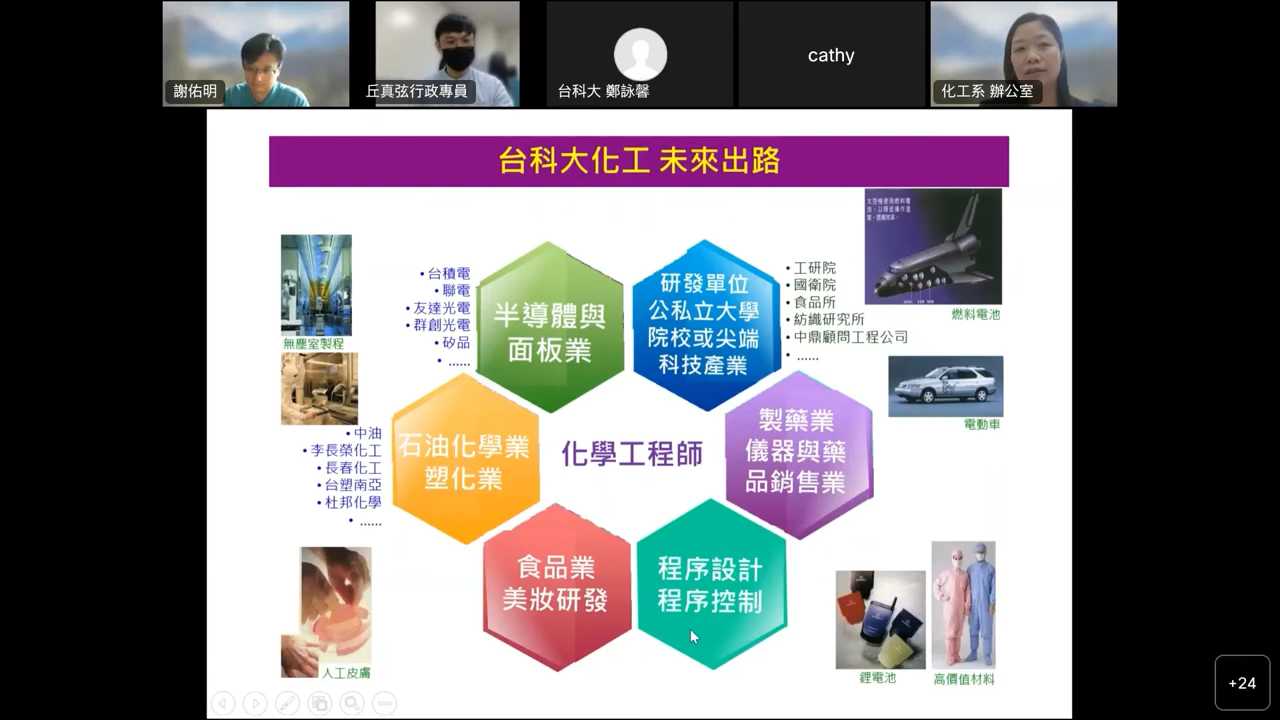 謝佑明
丘真弦行政專員
台科大 鄭詠馨
cathy
化工系 辦公室
台科大化工 未來出路
無塵室製程
• 台積電
• 聯電
• 友達光電
• 群創光電
• 矽品
• ......
半導體與
面板業
研發單位
公私立大學
院校或尖端
科技產業
• 工研院
• 國衛院
• 食品所
• 紡織研究所
• 中鼎顧問工程公司
• ......
燃料電池
電動車
• 中油
• 李長榮化工
• 長春化工
• 台塑南亞
• 杜邦化學
• ......
石油化學業
塑化業
化學工程師
製藥業
儀器與藥
品銷售業
食品業
美妝研發
程序設計
程序控制
人工皮膚
鋰電池
高價值材料
+24